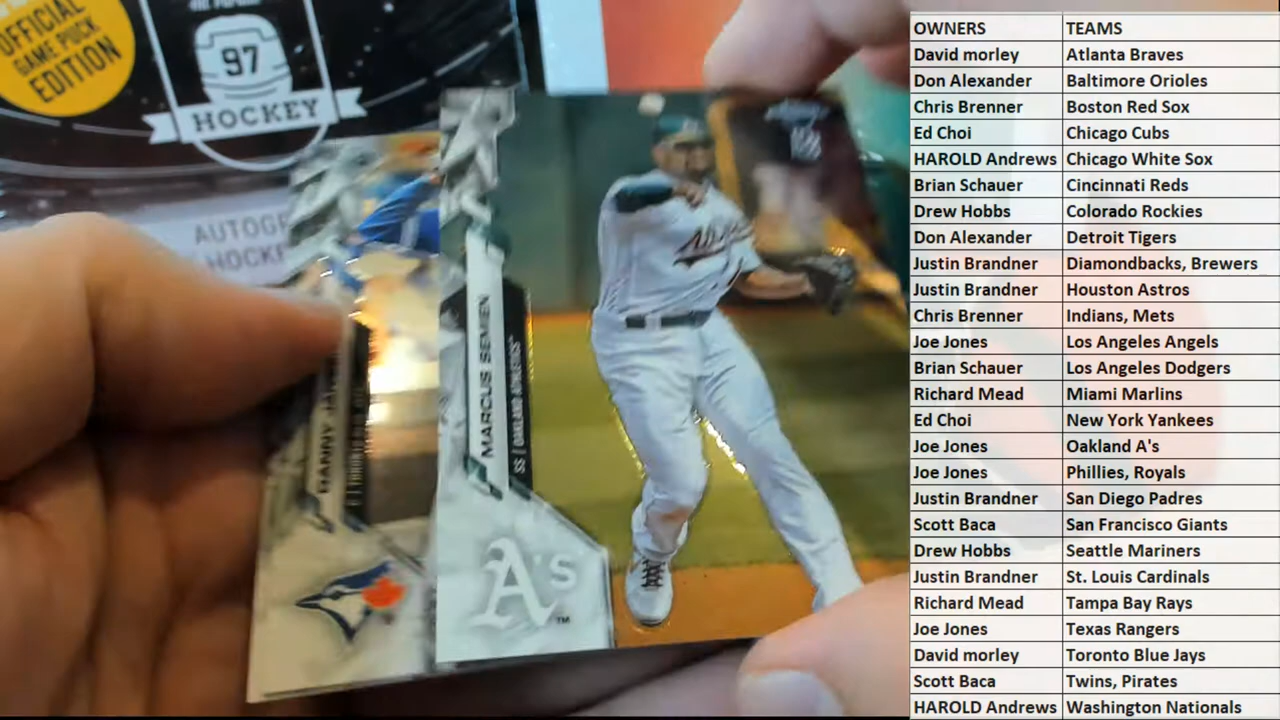 OFFICIAL
GAME PUCK
EDITION
97
HOCKEY
AUTOG
HOCKE
MARCUS SEMIEN
SS | OAKLAND ATHLETICS
A's
TM
DANNY JA
OWNERS TEAMS
David morley Atlanta Braves
Don Alexander Baltimore Orioles
Chris Brenner Boston Red Sox
Ed Choi Chicago Cubs
HAROLD Andrews Chicago White Sox
Brian Schauer Cincinnati Reds
Drew Hobbs Colorado Rockies
Don Alexander Detroit Tigers
Justin Brandner Diamondbacks, Brewers
Justin Brandner Houston Astros
Chris Brenner Indians, Mets
Joe Jones Los Angeles Angels
Brian Schauer Los Angeles Dodgers
Richard Mead Miami Marlins
Ed Choi New York Yankees
Joe Jones Oakland A's
Joe Jones Phillies, Royals
Justin Brandner San Diego Padres
Scott Baca San Francisco Giants
Drew Hobbs Seattle Mariners
Justin Brandner St. Louis Cardinals
Richard Mead Tampa Bay Rays
Joe Jones Texas Rangers
David morley Toronto Blue Jays
Scott Baca Twins, Pirates
HAROLD Andrews Washington Nationals